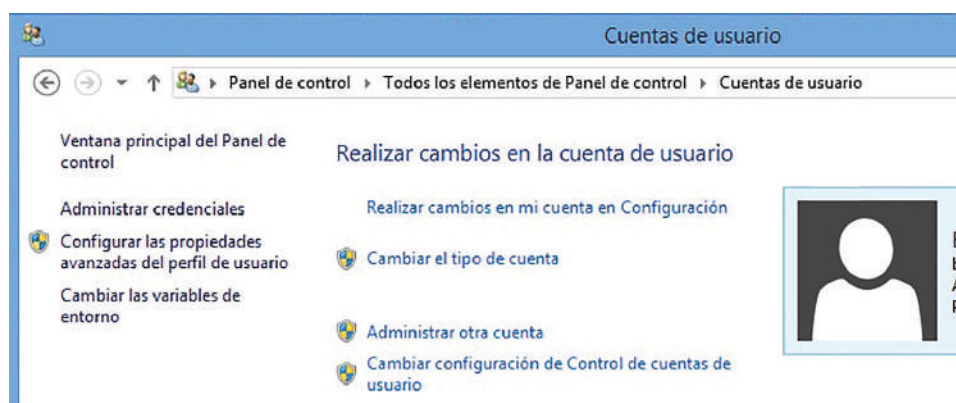 Cuentas de usuario
Panel de control Todos los elementos de Panel de control Cuentas de usuario
Ventana principal del Panel de
control
Administrar credenciales
Configurar las propiedades
avanzadas del perfil de usuario
Cambiar las variables de
entorno
Realizar cambios en la cuenta de usuario
Realizar cambios en mi cuenta en Configuración
Cambiar el tipo de cuenta
Administrar otra cuenta
Cambiar configuración de Control de cuentas de
usuario